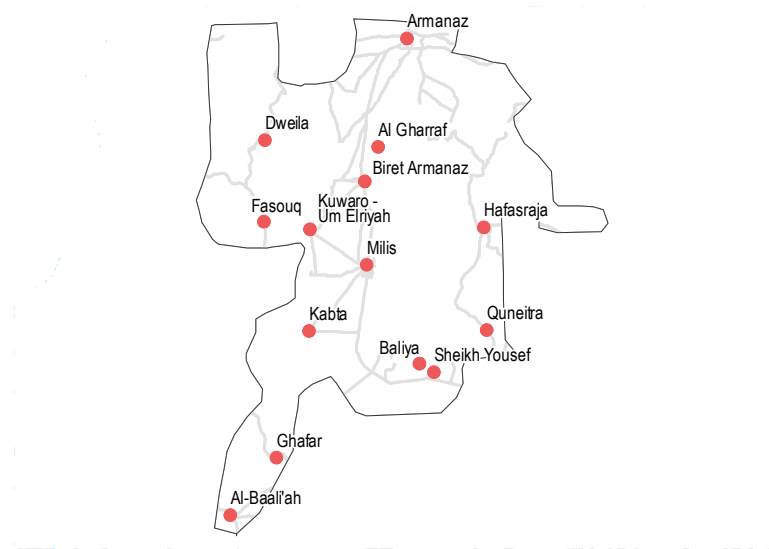 Armanaz
Dweila
Al Gharraf
Biret Armanaz
Fasouq
Kuwaro -
Um Elriyah
Hafasraja
Milis
Kabta
Quneitra
Baliya
Sheikh Yousef
Ghafar
Al-Baali'ah